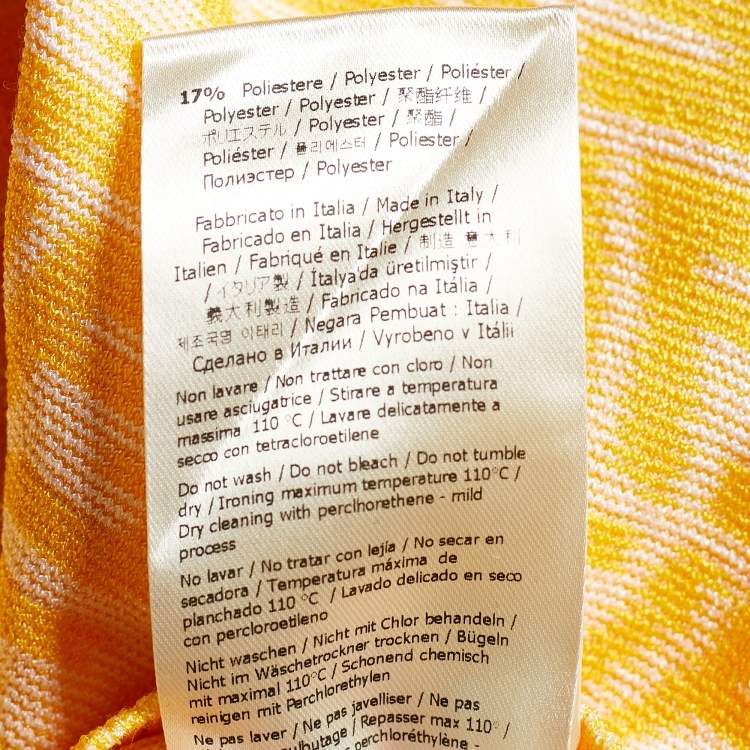 17% Poliestere / Polyester / Poliéster /
Polyester / Polyester / 聚酯纤维 /
ポリエステル / Polyester / 聚酯 /
Poliéster / 폴리에스터 / Poliester /
Полиэстер / Polyester
Fabbricato in Italia / Made in Italy /
Fabricado en Italia / Hergestellt in
Italien / Fabriqué en Italie / 制造 意大利
/ イタリア製 / İtalya'da üretilmiştir /
義大利製造 / Fabricado na Itália /
제조국명 이태리 / Negara Pembuat : Italia /
Сделано в Италии / Vyrobeno v Itálii
Non lavare / Non trattare con cloro / Non
usare asciugatrice / Stirare a temperatura
massima 110 °C / Lavare delicatamente a
secco con tetracloroetilene
Do not wash / Do not bleach / Do not tumble
dry / Ironing maximum temperature 110°C /
Dry cleaning with perclhorethene - mild
process
No lavar / No tratar con lejía / No secar en
secadora / Temperatura máxima de
planchado 110 °C / Lavado delicado en seco
con percloroetileno
Nicht waschen / Nicht mit Chlor behandeln /
Nicht im Wäschetrockner trocknen / Bügeln
mit maximal 110°C / Schonend chemisch
reinigen mit Perchlorethylen
Ne pas laver / Ne pas javelliser / Ne pas
/ Repasser max 110° /
perchloréthylène -